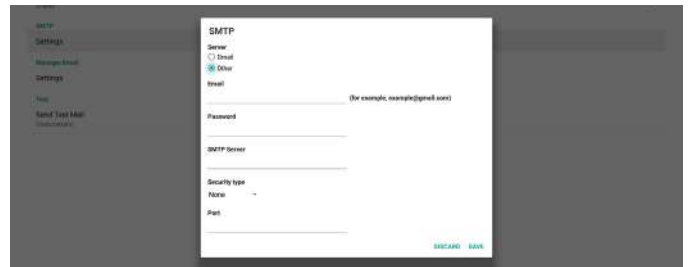 SMTP
Settings
Manager Email
Settings
Test
Send Test Mail
SMTP
Server
Gmail
Other
Email
(for example, example@gmail.com)
Password
SMTP Server
Security type
None
Port
DISCARD SAVE